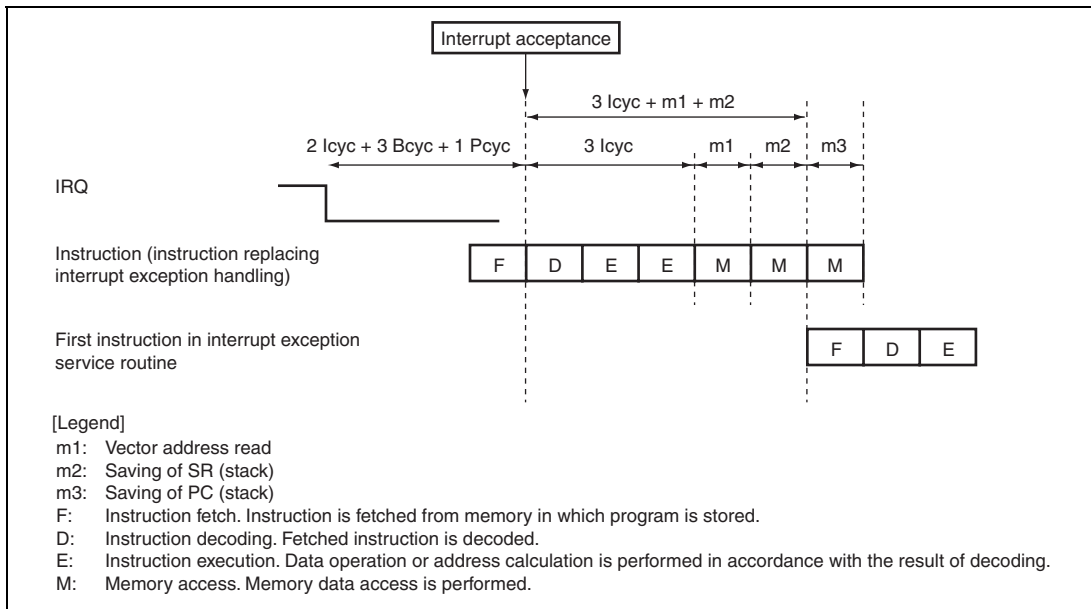 Interrupt acceptance
3 Icyc + m1 + m2
2 Icyc + 3 Bcyc + 1 Pcyc
3 Icyc
m1
m2
m3
IRQ
Instruction (instruction replacing
interrupt exception handling)
F D E E M M M
First instruction in interrupt exception
service routine
F D E
[Legend]
m1: Vector address read
m2: Saving of SR (stack)
m3: Saving of PC (stack)
F: Instruction fetch. Instruction is fetched from memory in which program is stored.
D: Instruction decoding. Fetched instruction is decoded.
E: Instruction execution. Data operation or address calculation is performed in accordance with the result of decoding.
M: Memory access. Memory data access is performed.